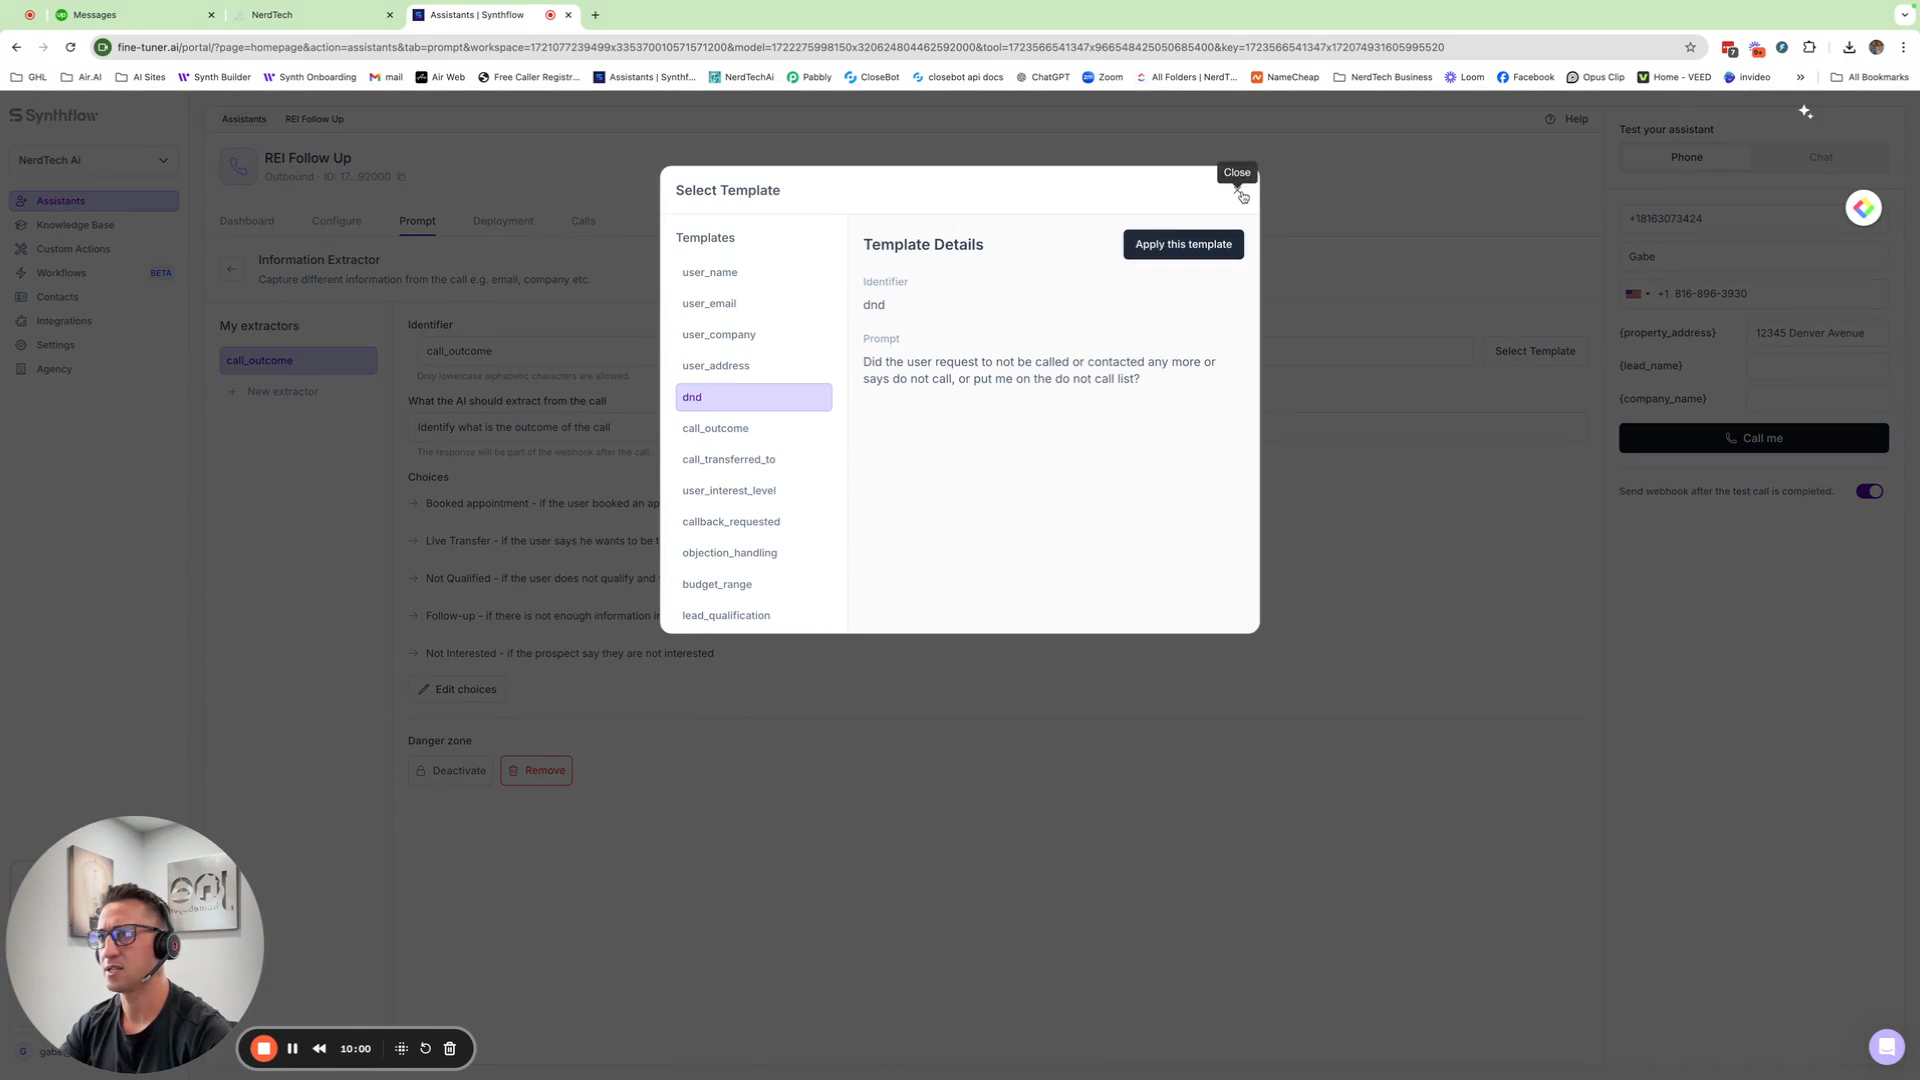 Messages
NerdTech
Assistants | Synthflow
fine-tuner.ai/portal/?page=homepage&action=assistants&tab=prompt&workspace=1721077239499x335370010571571200&model=1722275998150x320624804462592000&tool=1723566541347x966548425050685400&key=1723566541347x172074931605995520
GHL
Air.AI
AI Sites
Synth Builder
Synth Onboarding
mail
Air Web
Free Caller Registr...
Assistants | Synthf...
NerdTechAi
Pabbly
CloseBot
closebot api docs
ChatGPT
Zoom
All Folders | NerdT...
NameCheap
NerdTech Business
Loom
Facebook
Opus Clip
Home - VEED
invideo
All Bookmarks
Synthflow
NerdTech Ai
Assistants
Knowledge Base
Custom Actions
Workflows
BETA
Contacts
Integrations
Settings
Agency
Assistants
REI Follow Up
Help
REI Follow Up
Outbound - ID: 17...92000
Dashboard
Configure
Prompt
Deployment
Calls
Information Extractor
Capture different information from the call e.g. email, company etc.
My extractors
call_outcome
New extractor
Identifier
call_outcome
Only lowercase alphabetic characters are allowed.
What the AI should extract from the call
Identify what is the outcome of the call
The response will be part of the webhook after the call.
Choices
Booked appointment - if the user booked an ap
Live Transfer - if the user says he wants to be t
Not Qualified - if the user does not qualify and
Follow-up - if there is not enough information i
Not Interested - if the prospect say they are not interested
Edit choices
Danger zone
Deactivate
Remove
Select Template
Close
Select Template
Templates
user_name
user_email
user_company
user_address
dnd
call_outcome
call_transferred_to
user_interest_level
callback_requested
objection_handling
budget_range
lead_qualification
Template Details
Apply this template
Identifier
dnd
Prompt
Did the user request to not be called or contacted any more or
says do not call, or put me on the do not call list?
Test your assistant
Phone
Chat
+18163073424
Gabe
+1 816-896-3930
{property_address}
12345 Denver Avenue
{lead_name}
{company_name}
Call me
Send webhook after the test call is completed.
10:00